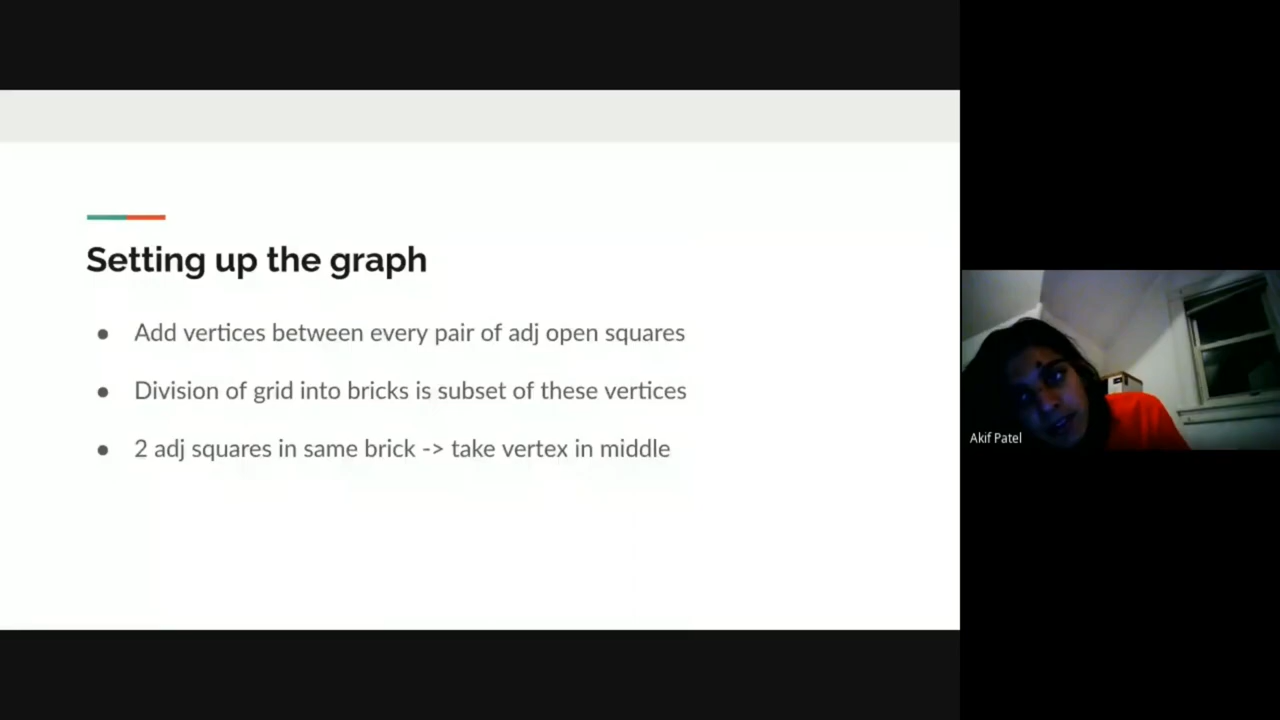 Setting up the graph
● Add vertices between every pair of adj open squares
● Division of grid into bricks is subset of these vertices
● 2 adj squares in same brick -> take vertex in middle
Akif Patel